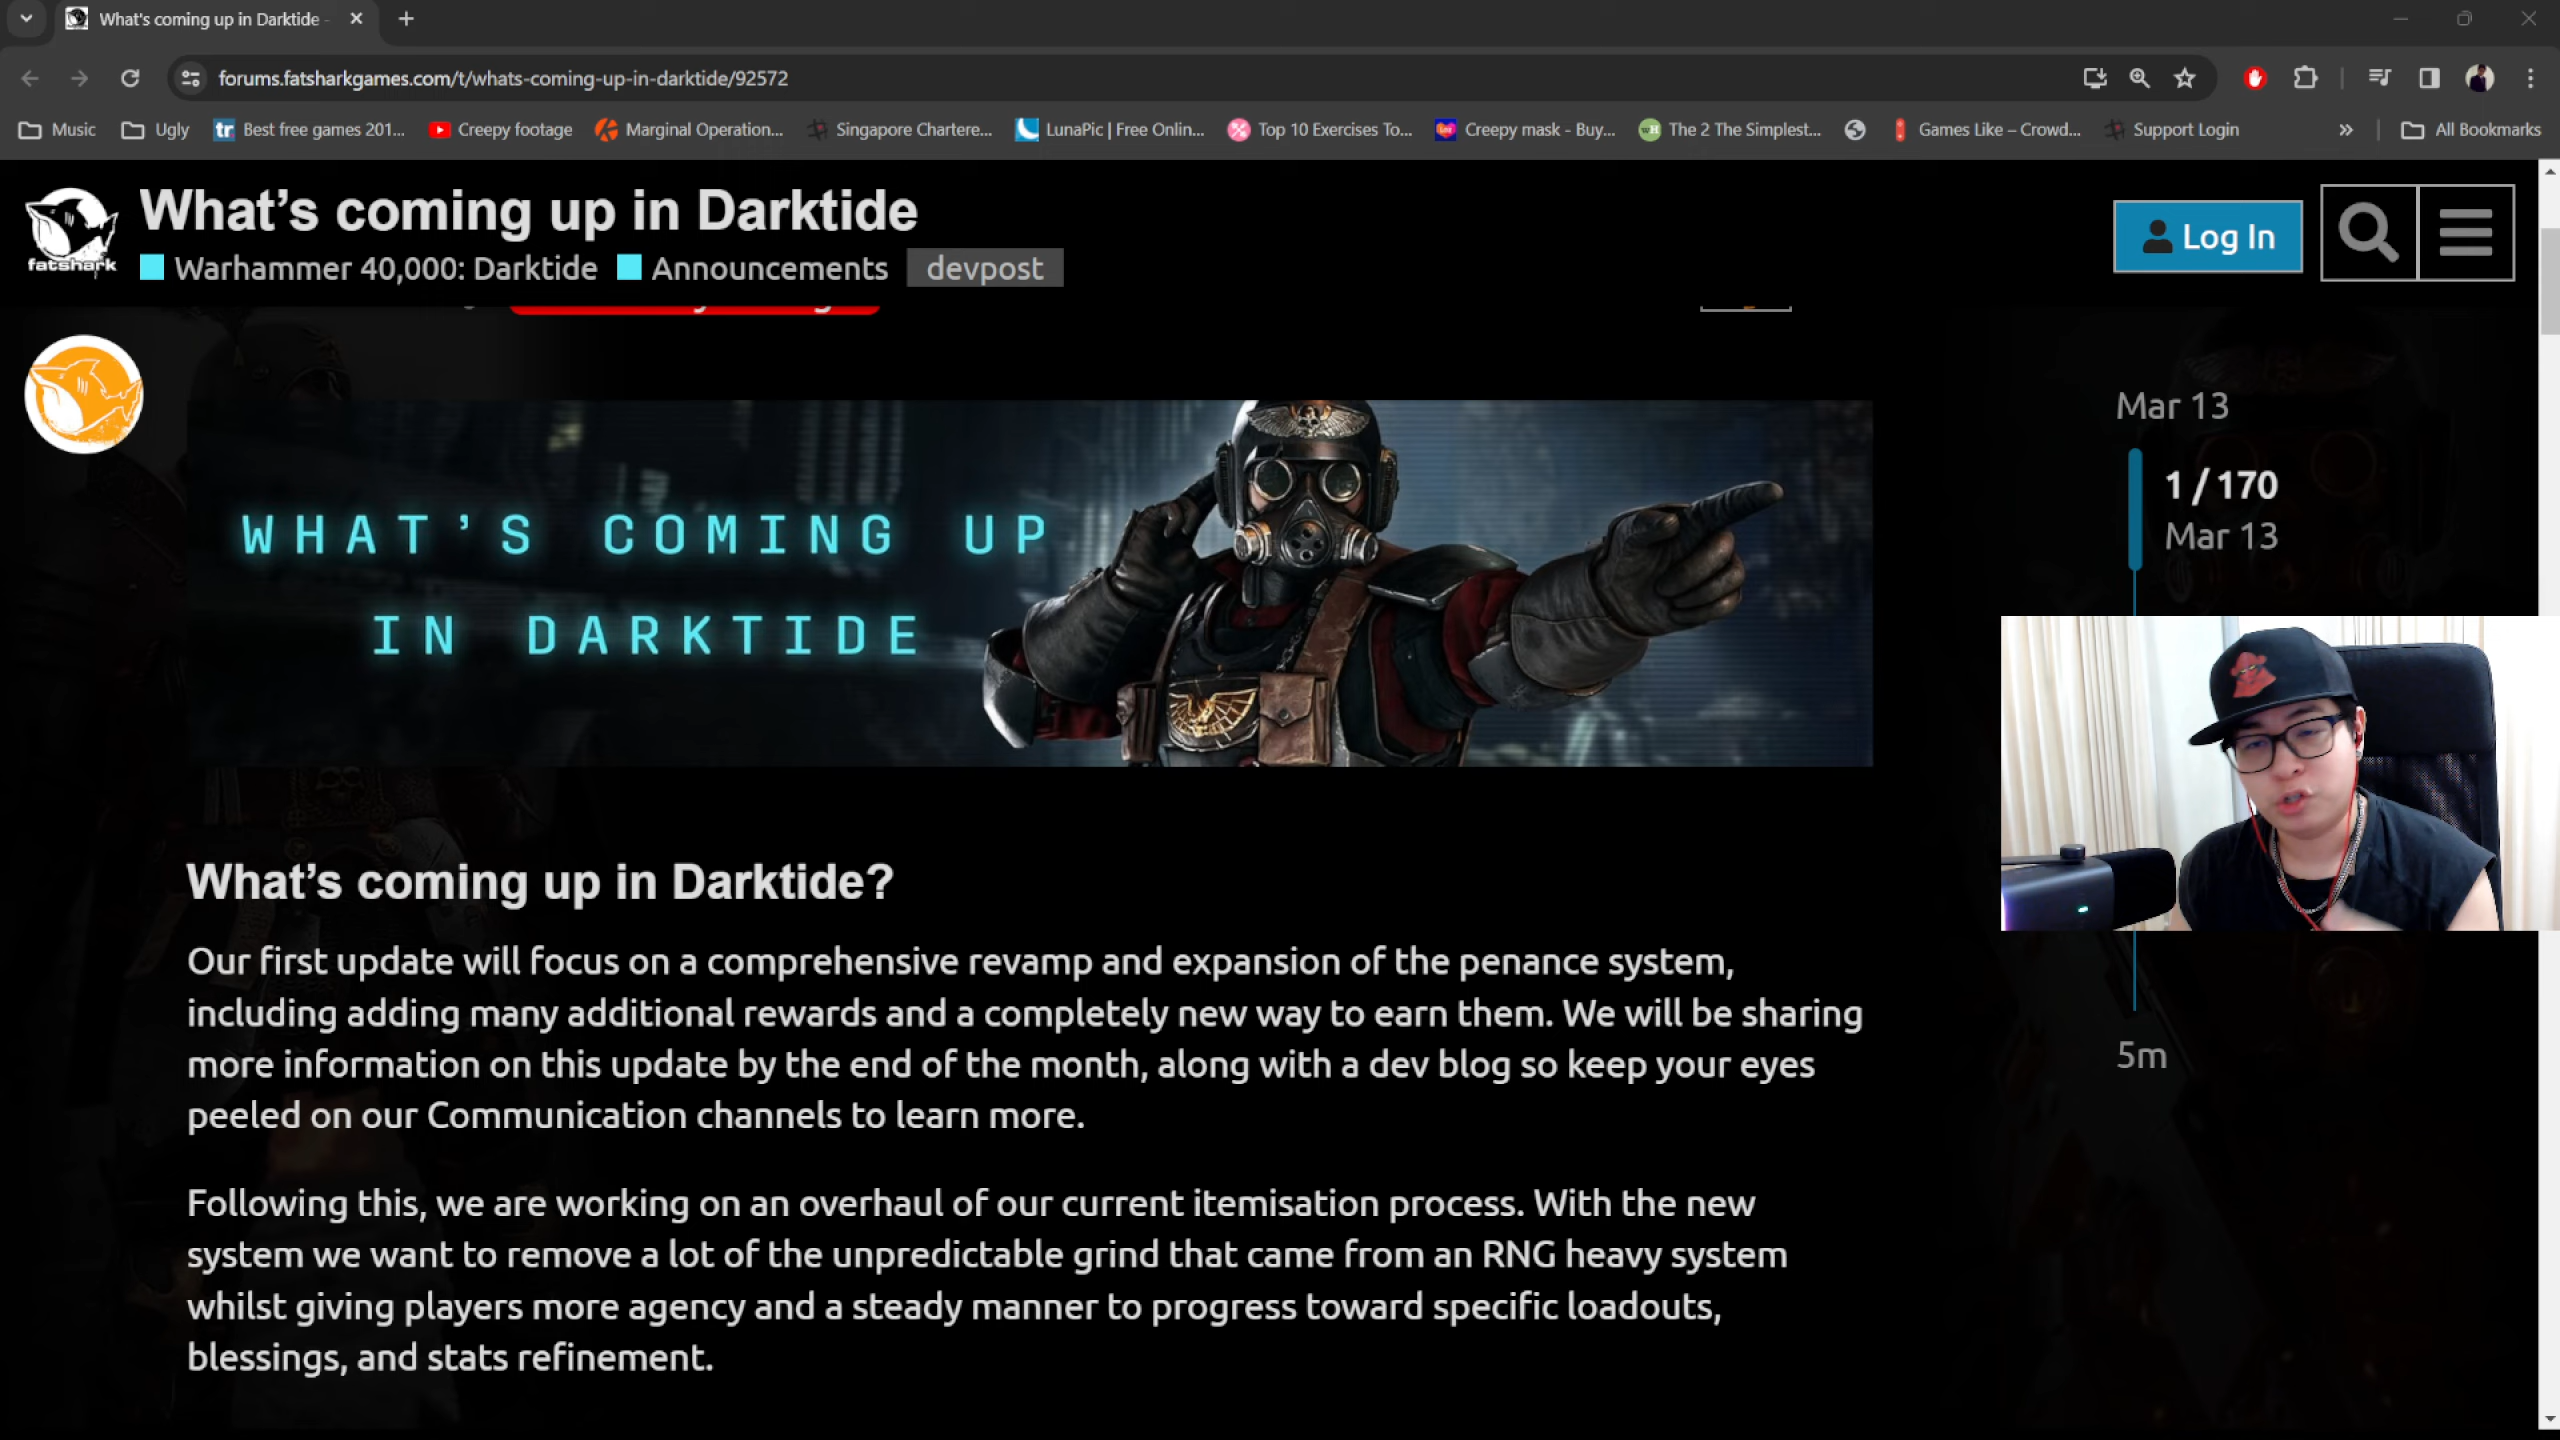 What's coming up in Darktide -
forums.fatsharkgames.com/t/whats-coming-up-in-darktide/92572
Music Ugly Best free games 201... Creepy footage Marginal Operation... Singapore Chartere... LunaPic | Free Onlin... Top 10 Exercises To... Creepy mask - Buy... The 2 The Simplest... Games Like – Crowd... Support Login » All Bookmarks
fatshark
What’s coming up in Darktide
Warhammer 40,000: Darktide Announcements devpost
Log In
WHAT'S COMING UP
IN DARKTIDE
Mar 13
1 / 170
Mar 13
5m
What’s coming up in Darktide?
Our first update will focus on a comprehensive revamp and expansion of the penance system,
including adding many additional rewards and a completely new way to earn them. We will be sharing
more information on this update by the end of the month, along with a dev blog so keep your eyes
peeled on our Communication channels to learn more.
Following this, we are working on an overhaul of our current itemisation process. With the new
system we want to remove a lot of the unpredictable grind that came from an RNG heavy system
whilst giving players more agency and a steady manner to progress toward specific loadouts,
blessings, and stats refinement.